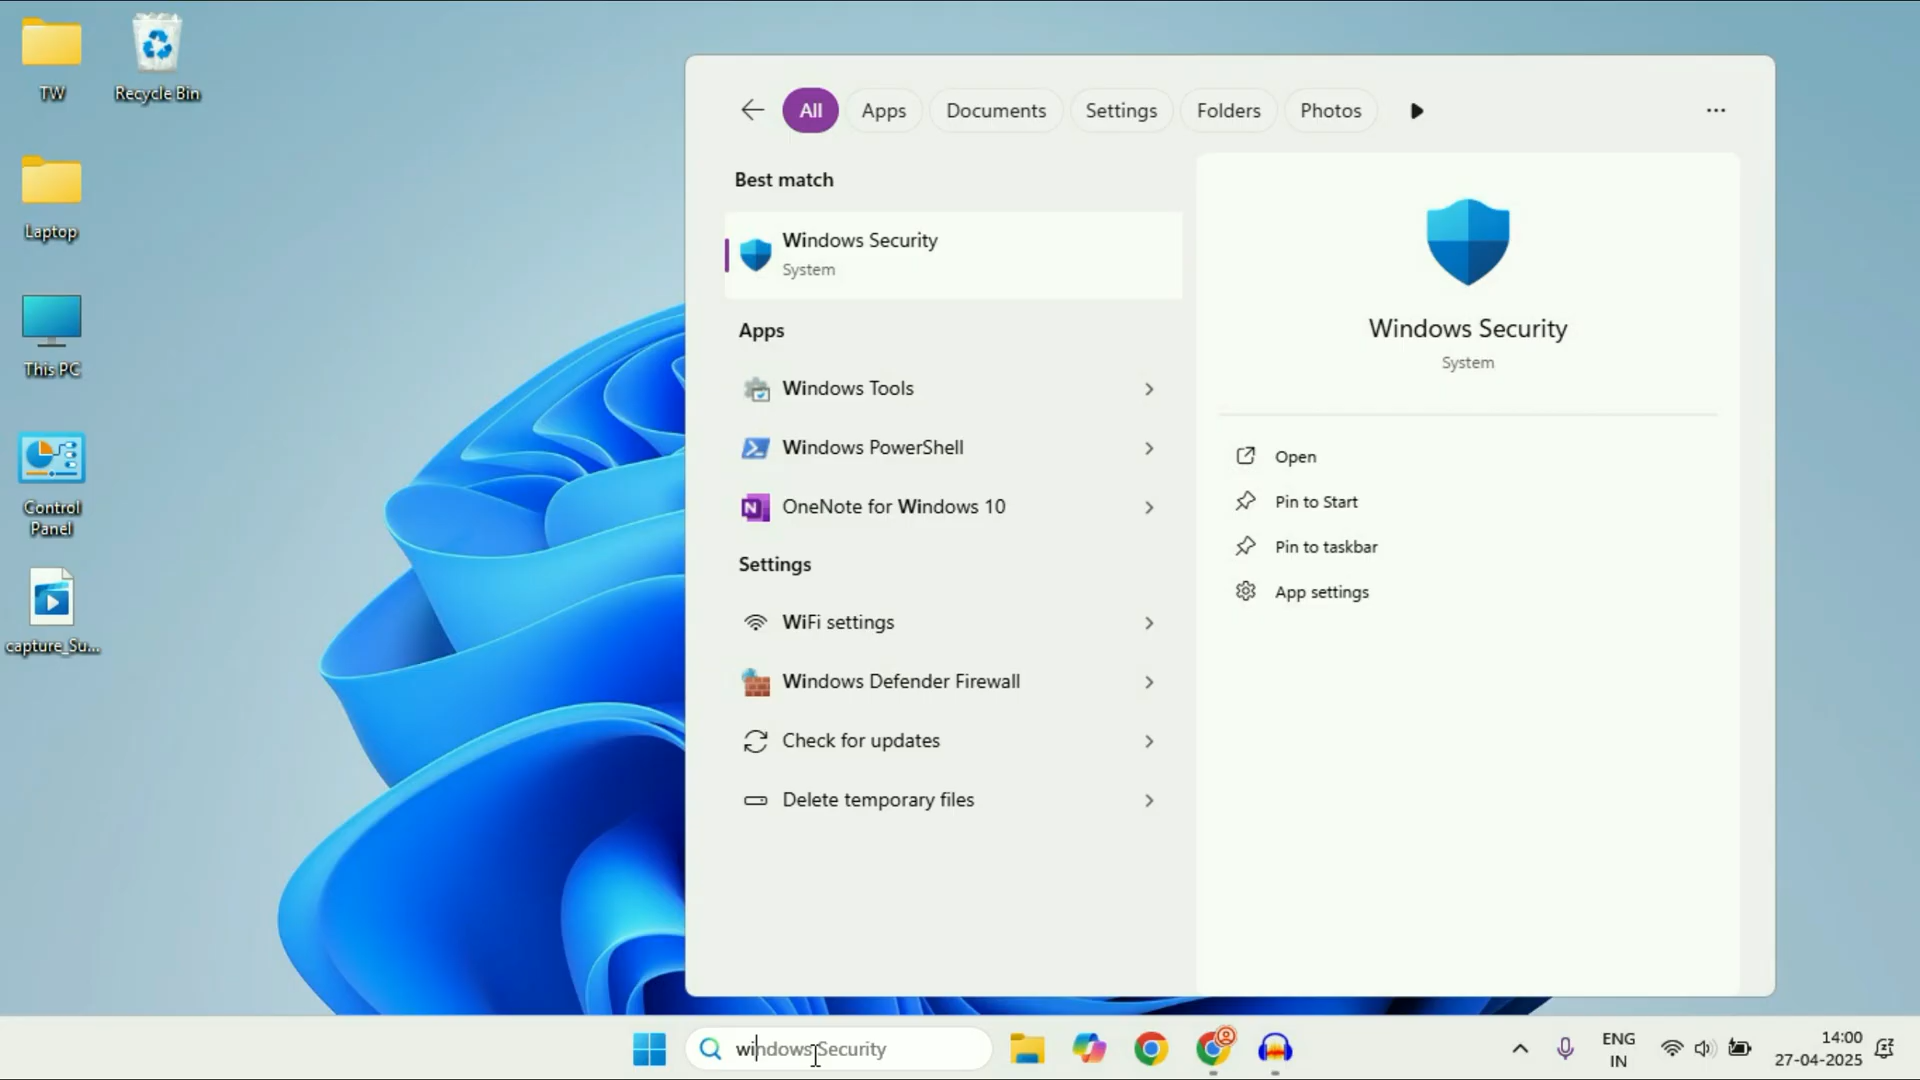 TW
Recycle Bin
Laptop
This PC
Control
Panel
capture_Su...
All
Apps
Documents
Settings
Folders
Photos
Best match
Windows Security
System
Apps
Windows Tools
Windows PowerShell
OneNote for Windows 10
Settings
WiFi settings
Windows Defender Firewall
Check for updates
Delete temporary files
Windows Security
System
Open
Pin to Start
Pin to taskbar
App settings
windows Security
ENG
IN
14:00
27-04-2025